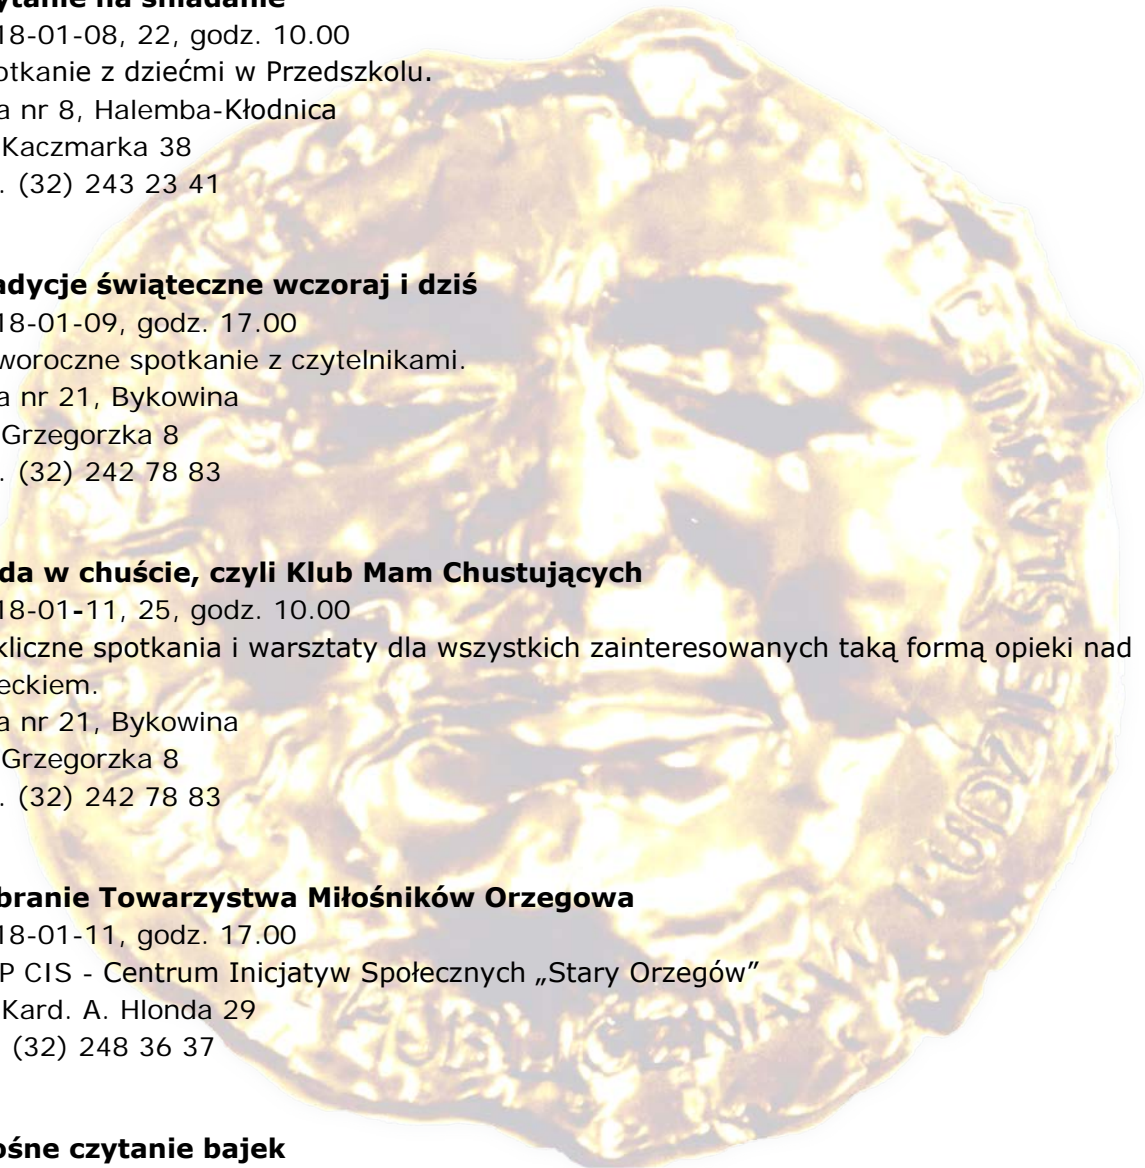 ytanie na śniadanie
18-01-08, 22, godz. 10.00
otkanie z dziećmi w Przedszkolu.
a nr 8, Halemba-Kłodnica
Kaczmarka 38
. (32) 243 23 41
adycje świąteczne wczoraj i dziś
18-01-09, godz. 17.00
woroczne spotkanie z czytelnikami.
a nr 21, Bykowina
Grzegorzka 8
. (32) 242 78 83
da w chuście, czyli Klub Mam Chustujących
18-01-11, 25, godz. 10.00
kliczne spotkania i warsztaty dla wszystkich zainteresowanych taką formą opieki nad
eckiem.
a nr 21, Bykowina
Grzegorzka 8
. (32) 242 78 83
branie Towarzystwa Miłośników Orzegowa
18-01-11, godz. 17.00
P CIS - Centrum Inicjatyw Społecznych „Stary Orzegów”
Kard. A. Hlonda 29
. (32) 248 36 37
ośne czytanie bajek